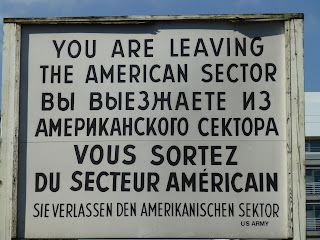 YOU ARE LEAVING
THE AMERICAN SECTOR
ВЫ ВЫЕЗЖАЕТЕ ИЗ
АМЕРИКАНСКОГО СЕКТОРА
VOUS SORTEZ
DU SECTEUR AMÉRICAIN
SIE VERLASSEN DEN AMERIKANISCHEN SEKTOR
US ARMY